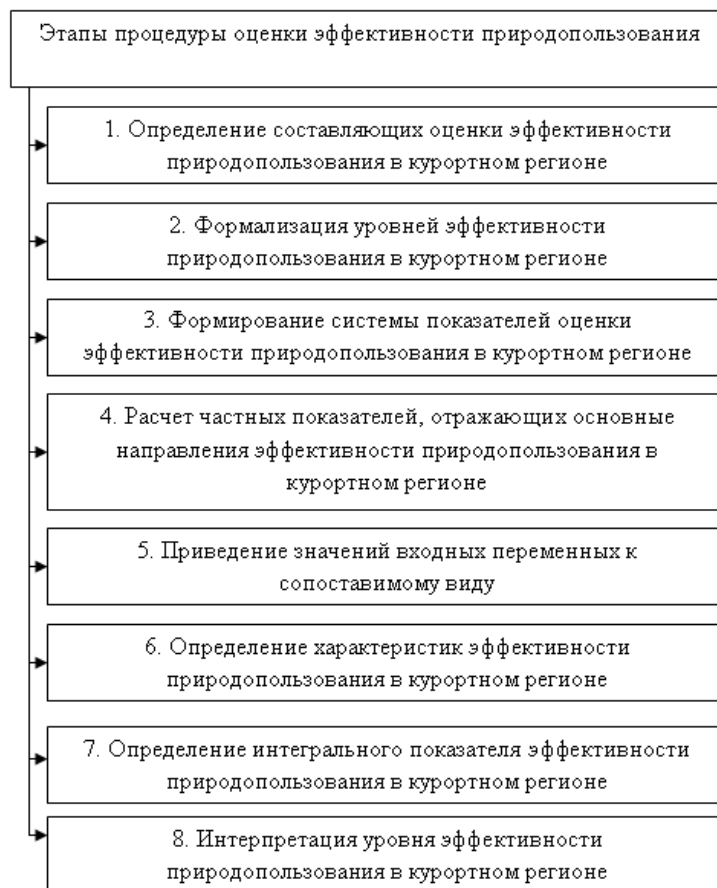 Этапы процедуры оценки эффективности природопользования
1. Определение составляющих оценки эффективности
природопользования в курортном регионе
2. Формализация уровней эффективности
природопользования в курортном регионе
3. Формирование системы показателей оценки
эффективности природопользования в курортном регионе
4. Расчет частных показателей, отражающих основные
направления эффективности природопользования в
курортном регионе
5. Приведение значений входных переменных к
сопоставимому виду
6. Определение характеристик эффективности
природопользования в курортном регионе
7. Определение интегрального показателя эффективности
природопользования в курортном регионе
8. Интерпретация уровня эффективности
природопользования в курортном регионе